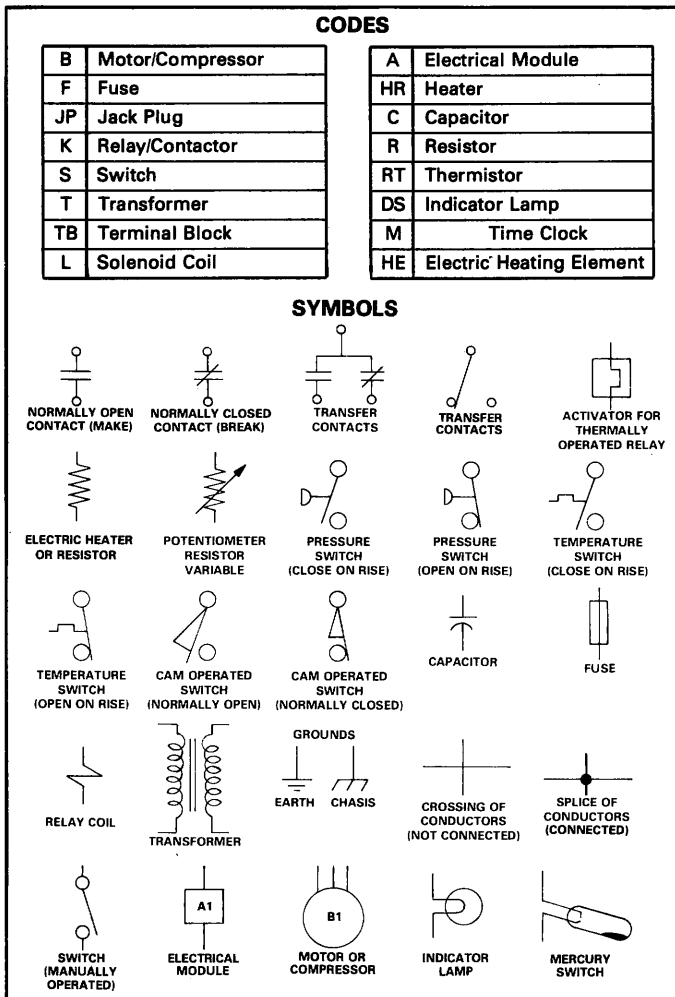 CODES
B Motor/Compressor
F Fuse
JP Jack Plug
K Relay/Contactor
S Switch
T Transformer
TB Terminal Block
L Solenoid Coil
A Electrical Module
HR Heater
C Capacitor
R Resistor
RT Thermistor
DS Indicator Lamp
M Time Clock
HE Electric Heating Element
SYMBOLS
NORMALLY OPEN
CONTACT (MAKE)
NORMALLY CLOSED
CONTACT (BREAK)
TRANSFER
CONTACTS
TRANSFER
CONTACTS
ACTIVATOR FOR
THERMALLY
OPERATED RELAY
ELECTRIC HEATER
OR RESISTOR
POTENTIOMETER
RESISTOR
VARIABLE
PRESSURE
SWITCH
(CLOSE ON RISE)
PRESSURE
SWITCH
(OPEN ON RISE)
TEMPERATURE
SWITCH
(CLOSE ON RISE)
TEMPERATURE
SWITCH
(OPEN ON RISE)
CAM OPERATED
SWITCH
(NORMALLY OPEN)
CAM OPERATED
SWITCH
(NORMALLY CLOSED)
CAPACITOR
FUSE
RELAY COIL
TRANSFORMER
GROUNDS
EARTH CHASIS
CROSSING OF
CONDUCTORS
(NOT CONNECTED)
SPLICE OF
CONDUCTORS
(CONNECTED)
SWITCH
(MANUALLY
OPERATED)
A1
ELECTRICAL
MODULE
B1
MOTOR OR
COMPRESSOR
INDICATOR
LAMP
MERCURY
SWITCH